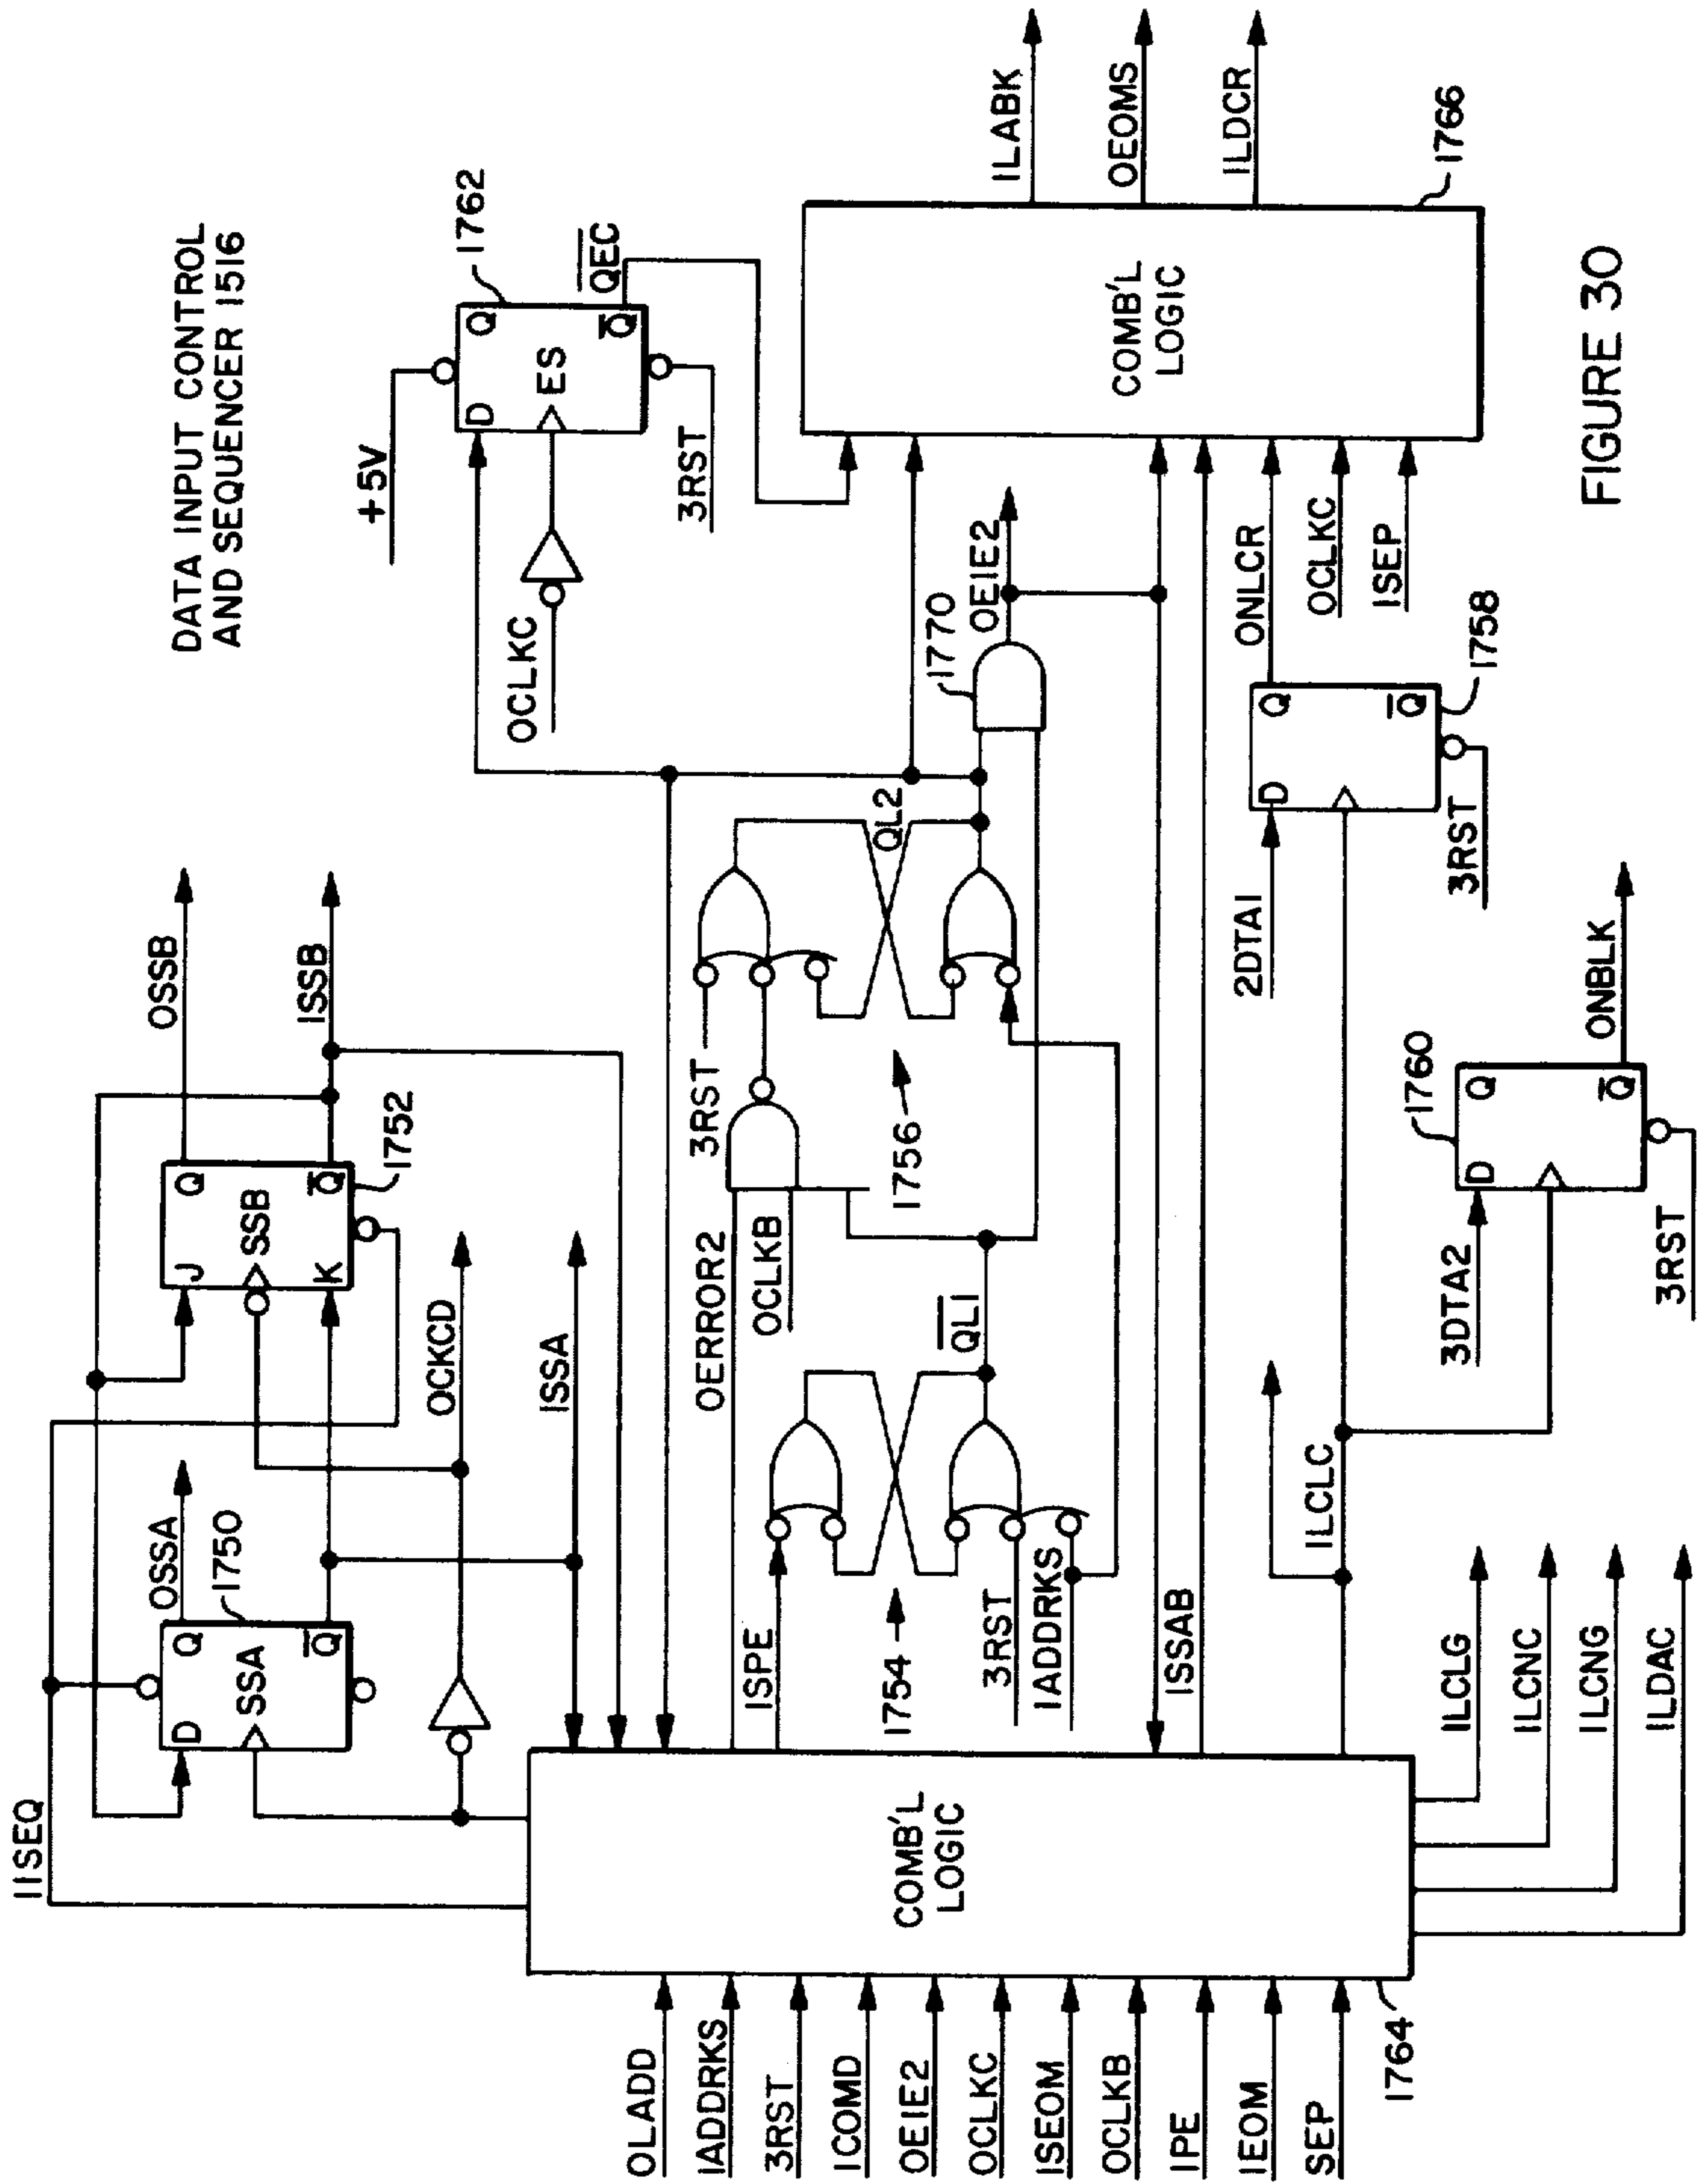 DATA INPUT CONTROL
AND SEQUENCER 1516
IISEQ
OSSA
1750
D
Q
SSA
Q
OSSB
ISSB
J
Q
SSB
K
Q
1752
OCKCD
ISSA
+5V
1762
D
Q
ES
Q
QEC
OCLKC
3RST
OERROR2
OCLKB
3RST
1756
QL2
1770
OEIE2
ISPE
1754
3RST
IADDRKS
QLI
ISSAB
COMB'L
LOGIC
1764
OLADD
IADDRKS
3RST
ICOMD
OEIE2
OCLKC
ISEOM
OCLKB
IPE
IEOM
SEP
COMB'L
LOGIC
1766
ILABK
OEOMS
ILDCR
ONLCR
OCLKC
ISEP
2DTAI
D
Q
Q
1758
3RST
ILCLC
3DTA2
D
Q
Q
1760
3RST
ONBLK
ILCLG
ILCNC
ILCNG
ILDAC
FIGURE 30